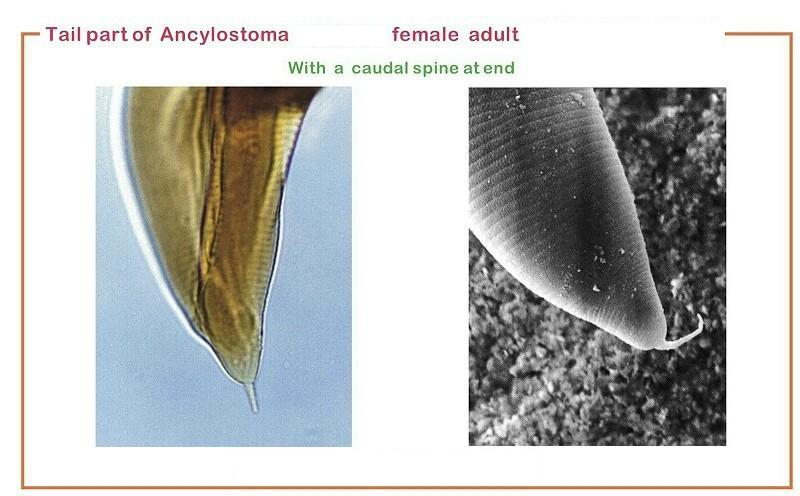 Tail part of Ancylostoma female adult
With a caudal spine at end